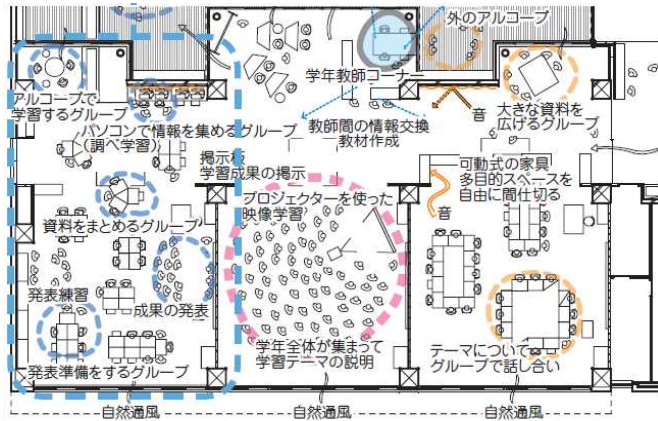 外のアルコーブ
学年教師コーナー
アルコーブで
学習するグループ
パソコンで情報を集めるグループ
(調べ学習)
教師間の情報交換
教材作成
音
大きな資料を
広げるグループ
掲示板
学習成果の掲示
可動式の家具
多目的スペースを
自由に間仕切る
プロジェクターを使った
映像学習
音
資料をまとめるグループ
発表練習
成果の発表
発表準備をするグループ
学年全体が集まって
学習テーマの説明
テーマについて
グループで話し合い
自然通風
自然通風
自然通風